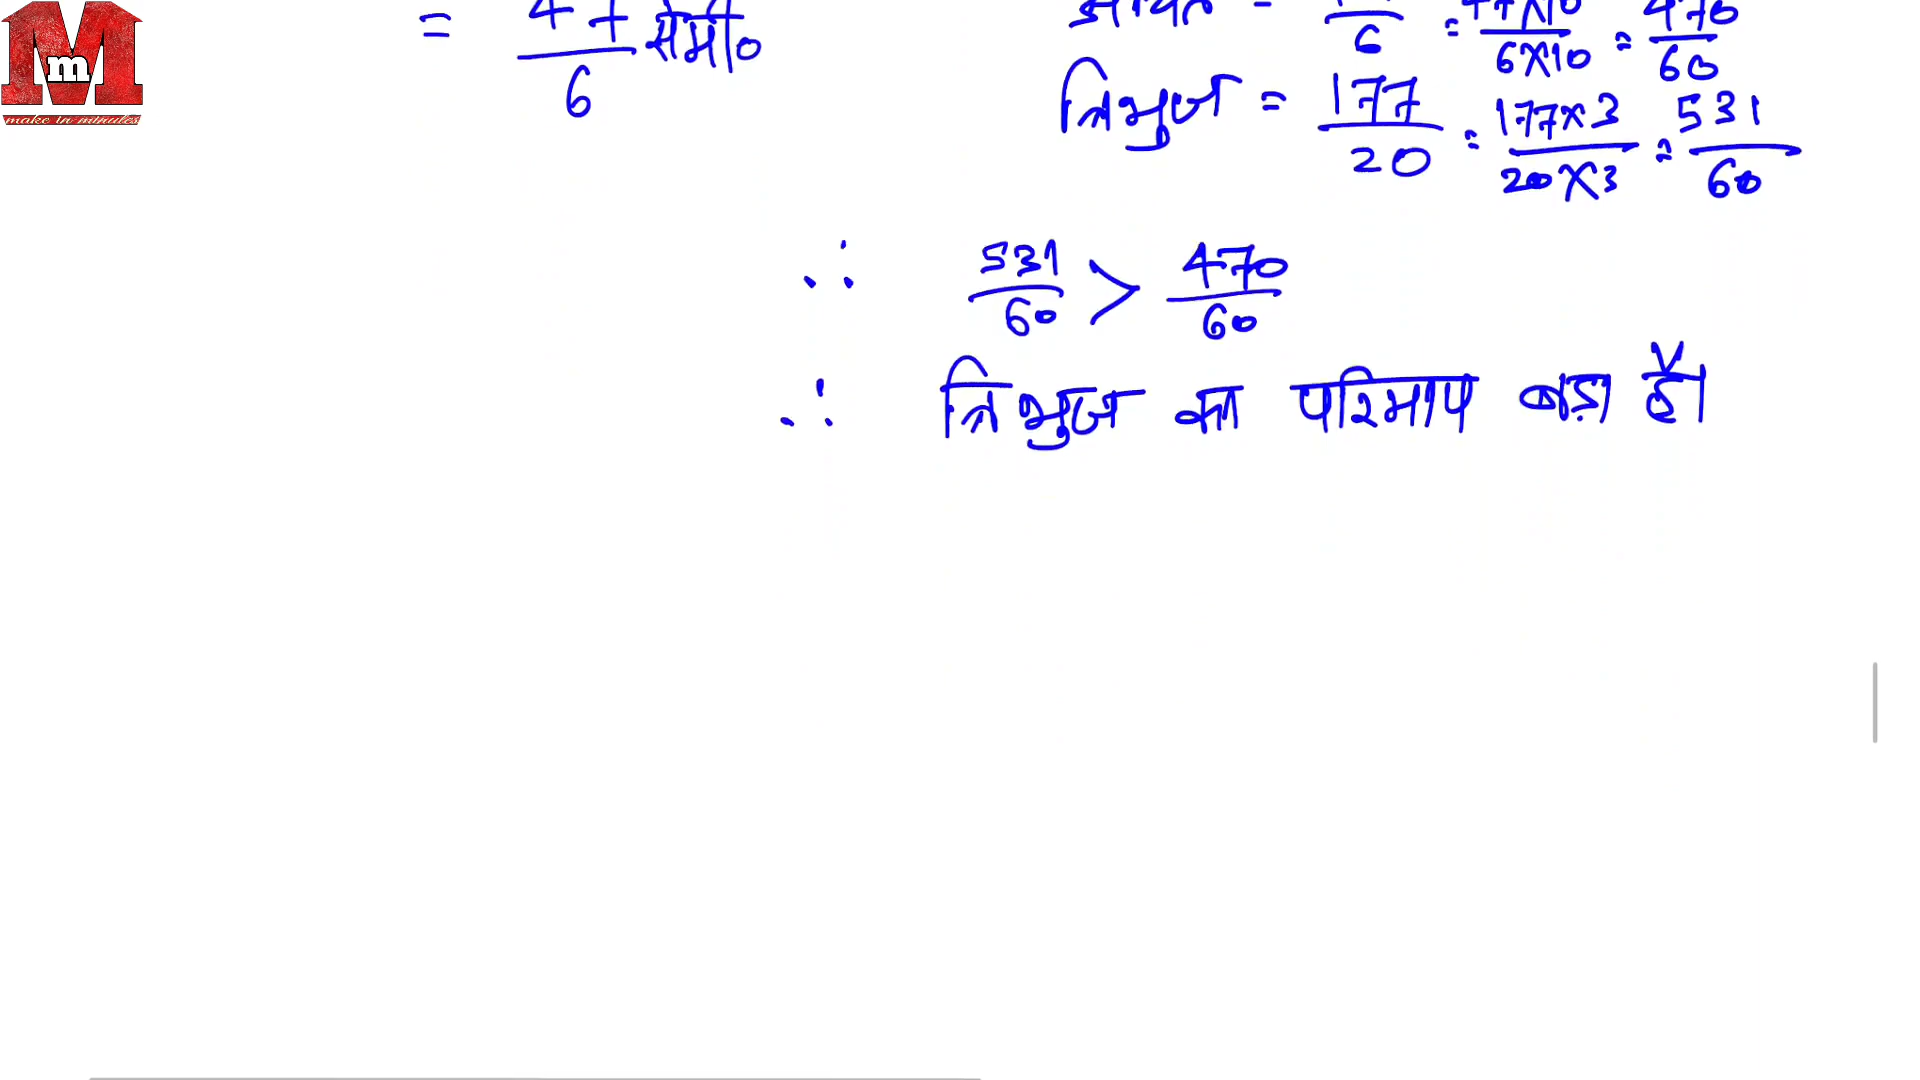 M
m
make in minutes
= 47/6 सेमी०
आयत = 47/6 = 47×10/6×10 = 470/60
त्रिभुज = 177/20 = 177×3/20×3 = 531/60
∴ 531/60 > 470/60
∴ त्रिभुज का परिमाप बड़ा है।